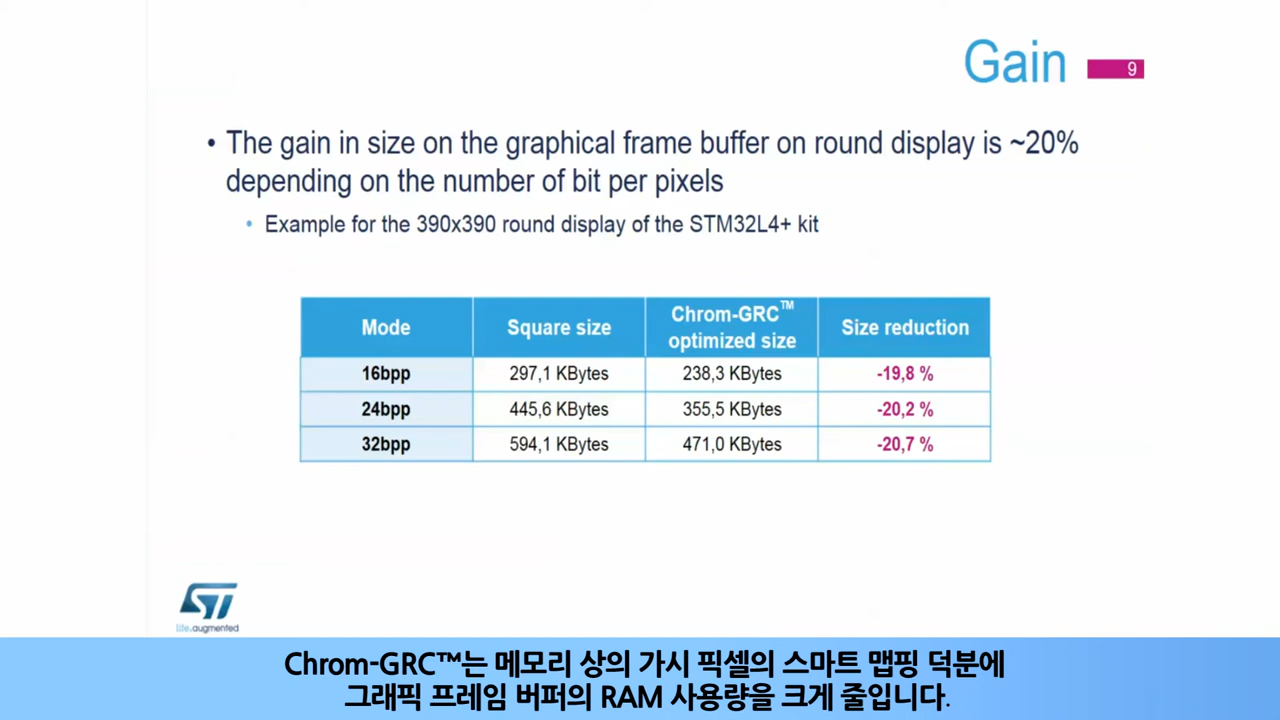 Gain
9
• The gain in size on the graphical frame buffer on round display is ~20%
depending on the number of bit per pixels
• Example for the 390x390 round display of the STM32L4+ kit
Mode Square size Chrom-GRC™ optimized size Size reduction
16bpp 297,1 KBytes 238,3 KBytes -19,8 %
24bpp 445,6 KBytes 355,5 KBytes -20,2 %
32bpp 594,1 KBytes 471,0 KBytes -20,7 %
ST
life.augmented
Chrom-GRC™는 메모리 상의 가시 픽셀의 스마트 맵핑 덕분에
그래픽 프레임 버퍼의 RAM 사용량을 크게 줄입니다.